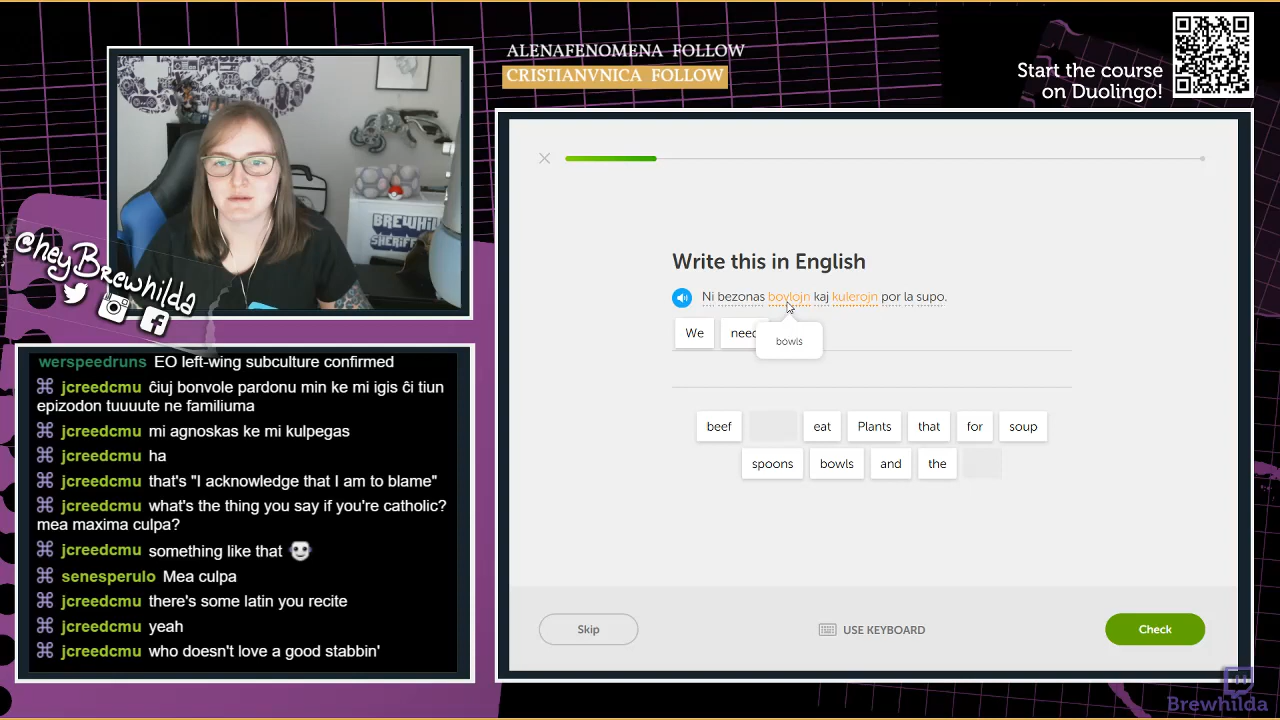 ALENAFENOMENA FOLLOW
CRISTIANVNICA FOLLOW
Start the course
on Duolingo!
BREWHIL
SHERIFF
@heyBrewhilda
werspeedruns EO left-wing subculture confirmed
jcreedcmu ĉiuj bonvole pardonu min ke mi igis ĉi tiun
epizodon tuuuute ne familiuma
jcreedcmu mi agnoskas ke mi kulpegas
jcreedcmu ha
jcreedcmu that's "I acknowledge that I am to blame"
jcreedcmu what's the thing you say if you're catholic?
mea maxima culpa?
jcreedcmu something like that
senesperulo Mea culpa
jcreedcmu there's some latin you recite
jcreedcmu yeah
jcreedcmu who doesn't love a good stabbin'
Write this in English
Ni bezonas bovlojn kaj kulerojn por la supo.
We need
bowls
beef eat Plants that for soup
spoons bowls and the
Skip USE KEYBOARD Check
Brewhilda